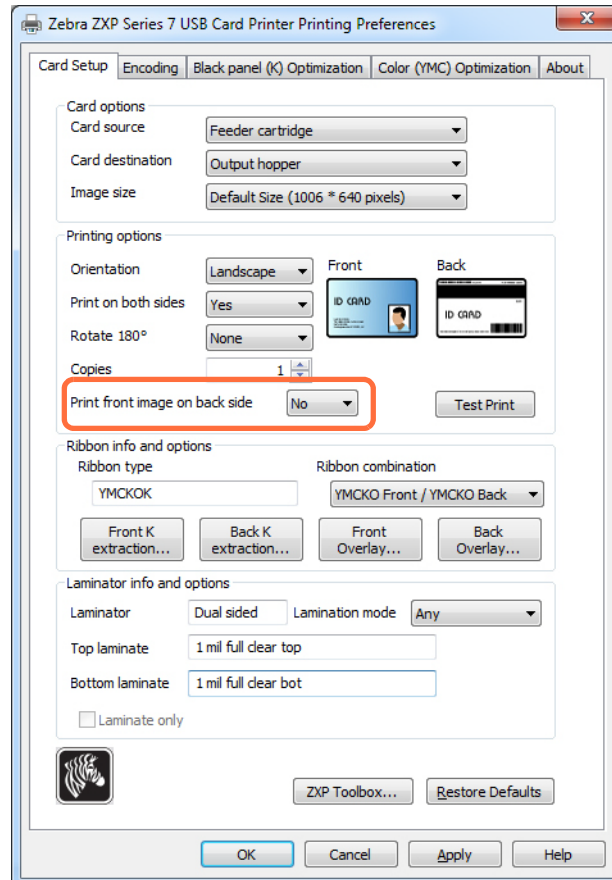 Zebra ZXP Series 7 USB Card Printer Printing Preferences
Card Setup Encoding Black panel (K) Optimization Color (YMC) Optimization About
Card options
Card source Feeder cartridge
Card destination Output hopper
Image size Default Size (1006 * 640 pixels)
Printing options
Orientation Landscape Front Back
Print on both sides Yes ID CARD
ID CARD
Rotate 180° None
Copies 1
Print front image on back side No Test Print
Ribbon info and options
Ribbon type Ribbon combination
YMCKOK YMCKO Front / YMCKO Back
Front K extraction... Back K extraction... Front Overlay... Back Overlay...
Laminator info and options
Laminator Dual sided Lamination mode Any
Top laminate 1 mil full clear top
Bottom laminate 1 mil full clear bot
Laminate only
ZXP Toolbox... Restore Defaults
OK Cancel Apply Help